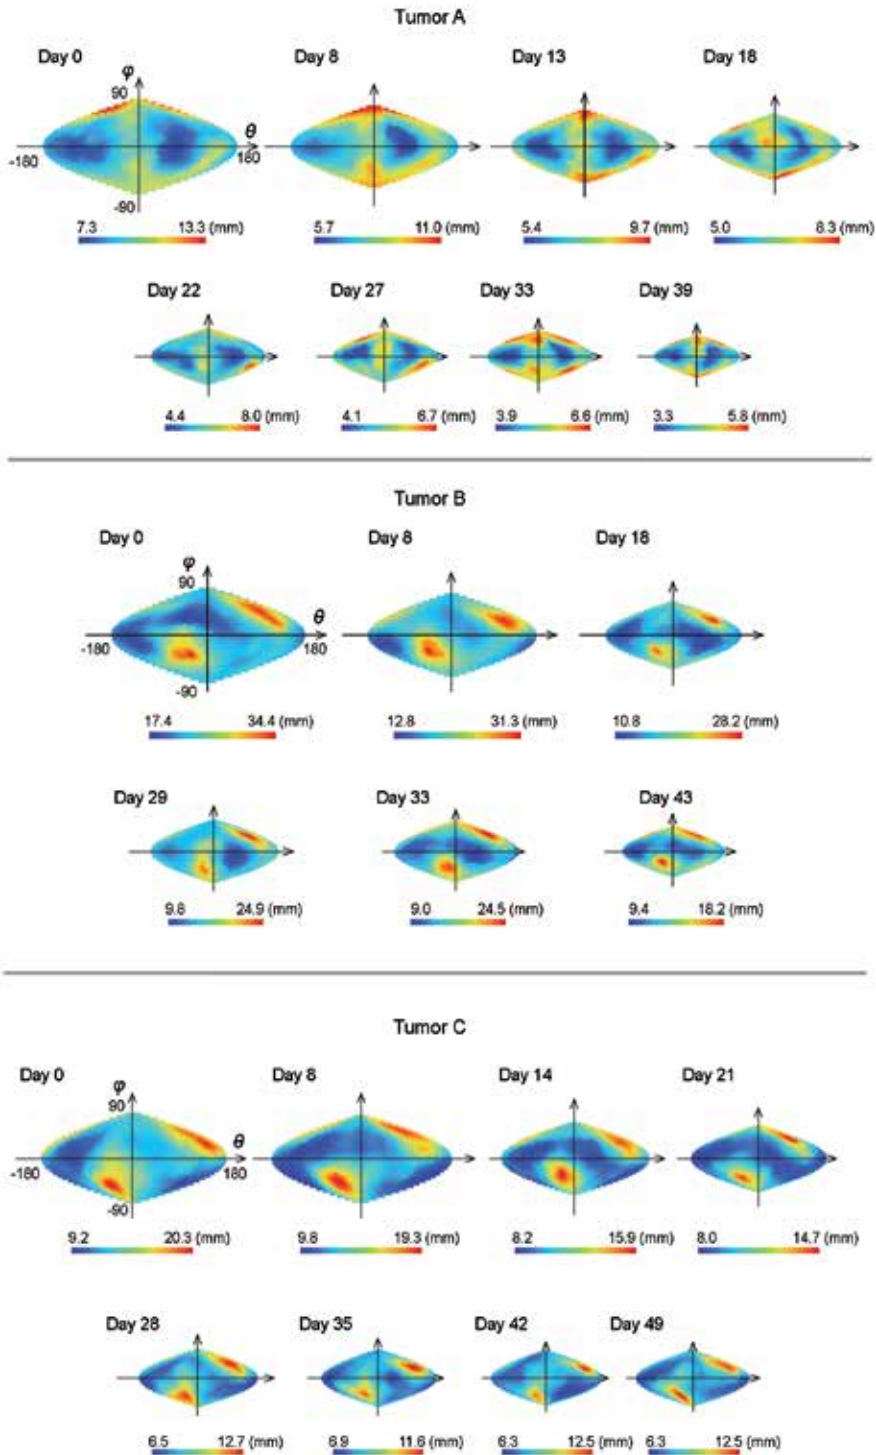 Tumor A
Day 0 Day 8 Day 13 Day 18
φ
90
θ
-180 180
-90
7.3 13.3 (mm) 5.7 11.0 (mm) 5.4 9.7 (mm) 5.0 8.3 (mm)
Day 22 Day 27 Day 33 Day 39
4.4 8.0 (mm) 4.1 6.7 (mm) 3.9 6.6 (mm) 3.3 5.8 (mm)
Tumor B
Day 0 Day 8 Day 18
φ
90
θ
-180 180
-90
17.4 34.4 (mm) 12.8 31.3 (mm) 10.8 28.2 (mm)
Day 29 Day 33 Day 43
9.8 24.9 (mm) 9.0 24.5 (mm) 9.4 18.2 (mm)
Tumor C
Day 0 Day 8 Day 14 Day 21
φ
90
θ
-180 180
-90
9.2 20.3 (mm) 9.8 19.3 (mm) 8.2 15.9 (mm) 8.0 14.7 (mm)
Day 28 Day 35 Day 42 Day 49
6.5 12.7 (mm) 6.9 11.6 (mm) 6.3 12.5 (mm) 6.3 12.5 (mm)